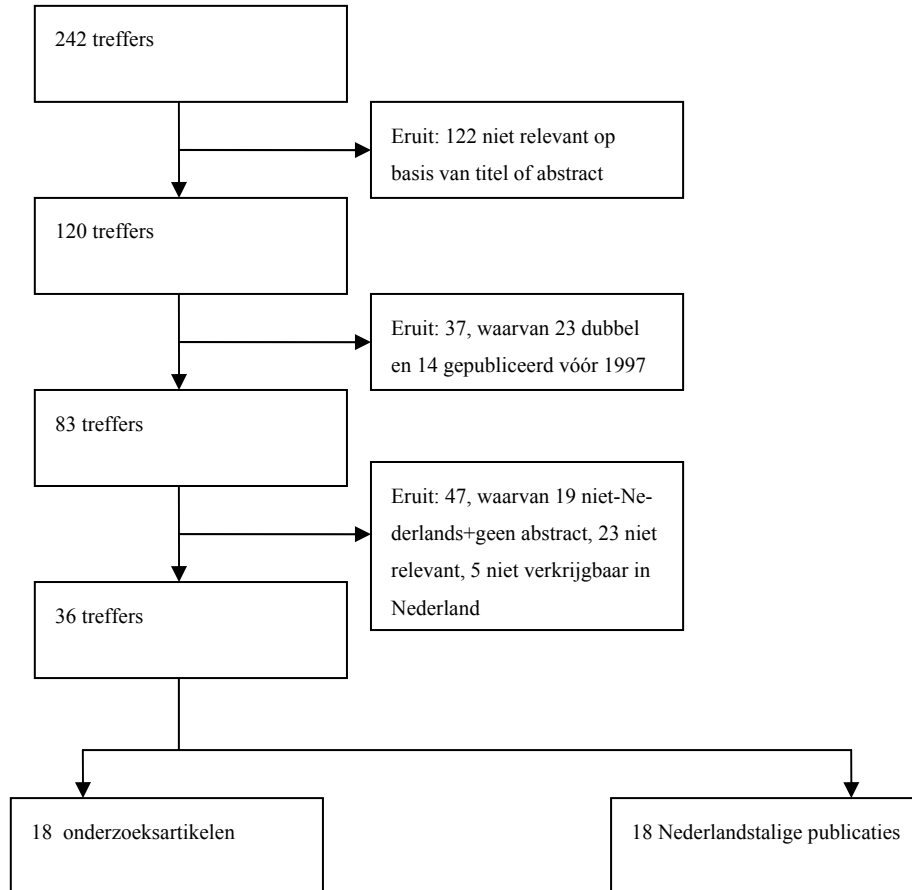 242 treffers
Eruit: 122 niet relevant op
basis van titel of abstract
120 treffers
Eruit: 37, waarvan 23 dubbel
en 14 gepubliceerd vóór 1997
83 treffers
Eruit: 47, waarvan 19 niet-Ne-
derlands+geen abstract, 23 niet
relevant, 5 niet verkrijgbaar in
Nederland
36 treffers
18 onderzoeksartikelen
18 Nederlandstalige publicaties